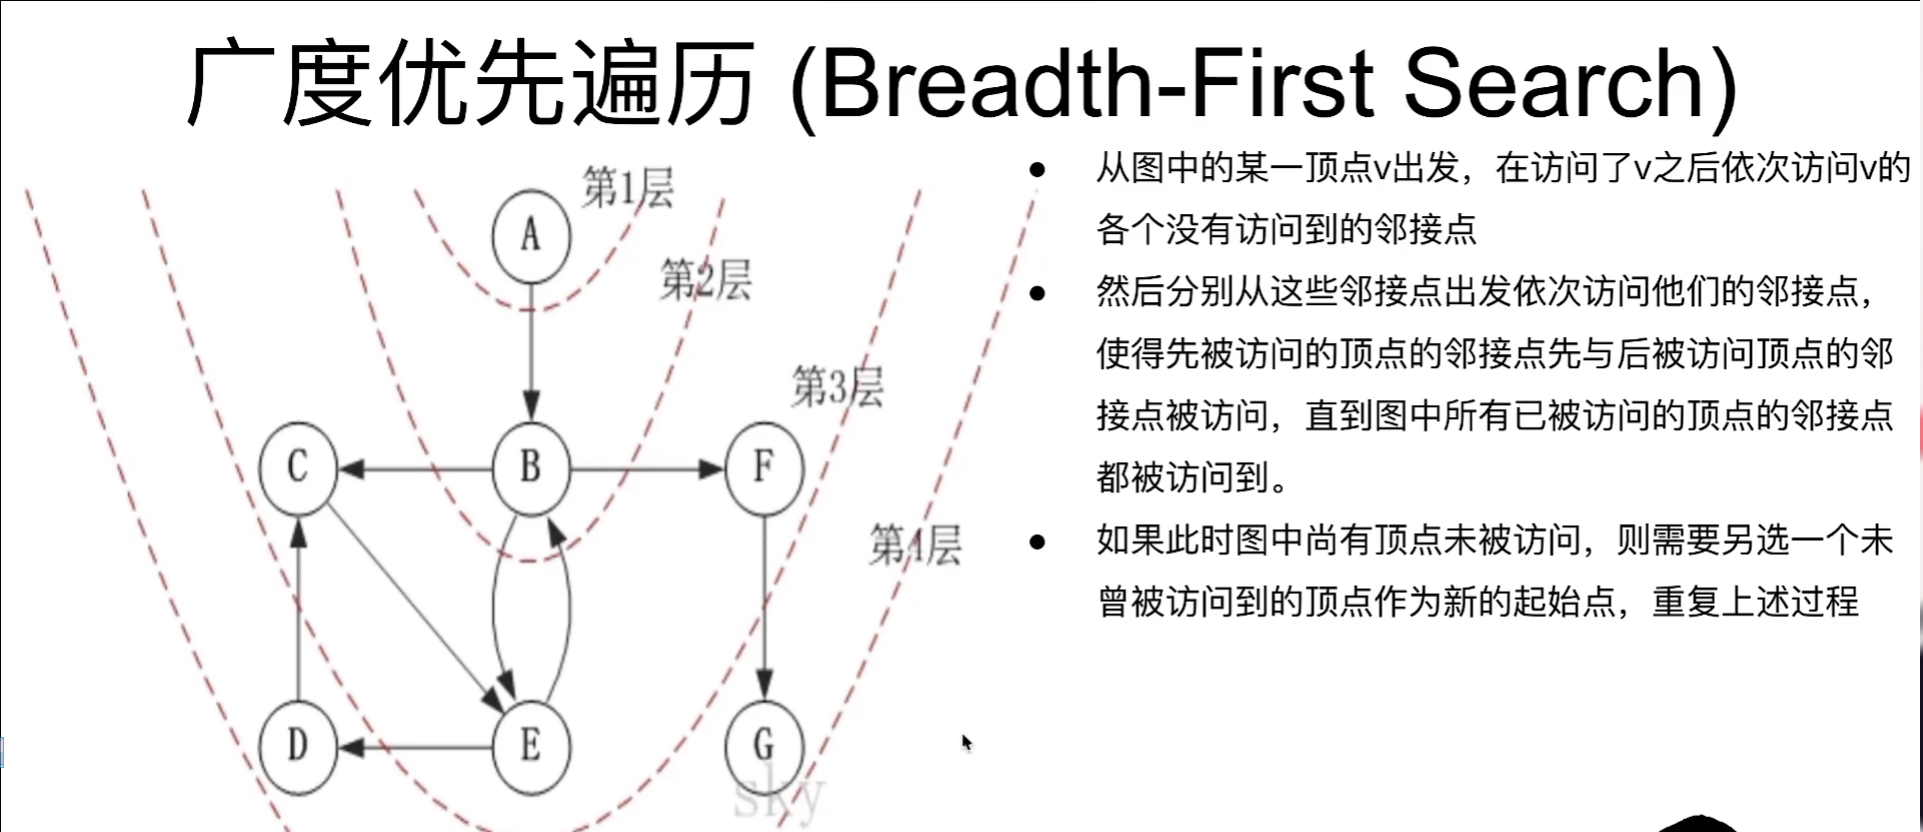 广度优先遍历 (Breadth-First Search)
第1层
A
第2层
第3层
C
B
F
第4层
D
E
G
sky
● 从图中的某一顶点v出发，在访问了v之后依次访问v的
各个没有访问到的邻接点
● 然后分别从这些邻接点出发依次访问他们的邻接点，
使得先被访问的顶点的邻接点先与后被访问顶点的邻
接点被访问，直到图中所有已被访问的顶点的邻接点
都被访问到。
● 如果此时图中尚有顶点未被访问，则需要另选一个未
曾被访问到的顶点作为新的起始点，重复上述过程